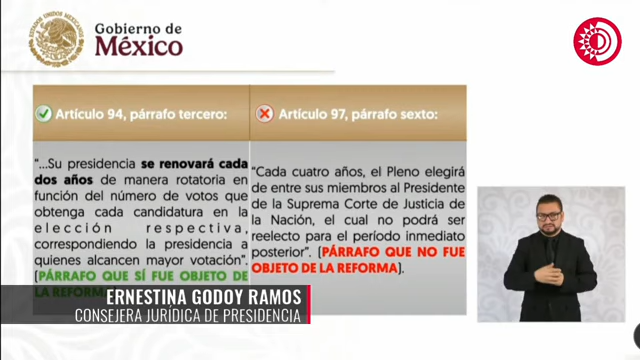 Gobierno de
México
Artículo 94, párrafo tercero:
Artículo 97, párrafo sexto:
“...Su presidencia se renovará cada
dos años de manera rotatoria en
función del número de votos que
obtenga cada candidatura en la
elección respectiva,
correspondiendo la presidencia a
quienes alcancen mayor votación”.
(PÁRRAFO QUE SÍ FUE OBJETO DE
LA REFORMA
“Cada cuatro años, el Pleno elegirá
de entre sus miembros al Presidente
de la Suprema Corte de Justicia de
la Nación, el cual no podrá ser
reelecto para el período inmediato
posterior”. (PÁRRAFO QUE NO FUE
OBJETO DE LA REFORMA).
ERNESTINA GODOY RAMOS
CONSEJERA JURÍDICA DE PRESIDENCIA